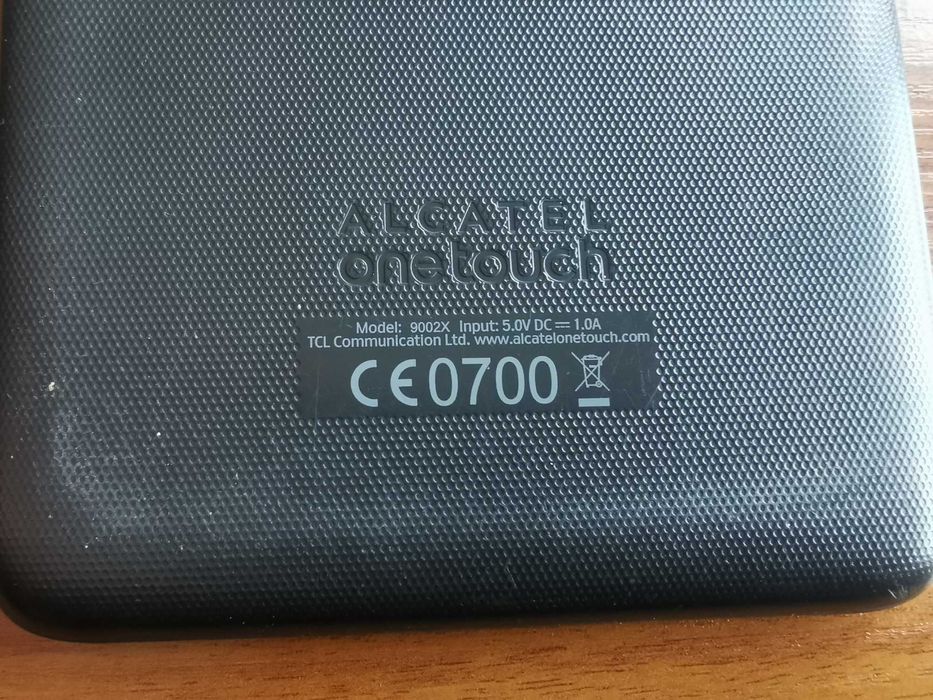 ALCATEL
onetouch
Model: 9002X Input: 5.0V DC ⎓ 1.0A
TCL Communication Ltd. www.alcatelonetouch.com
CE0700